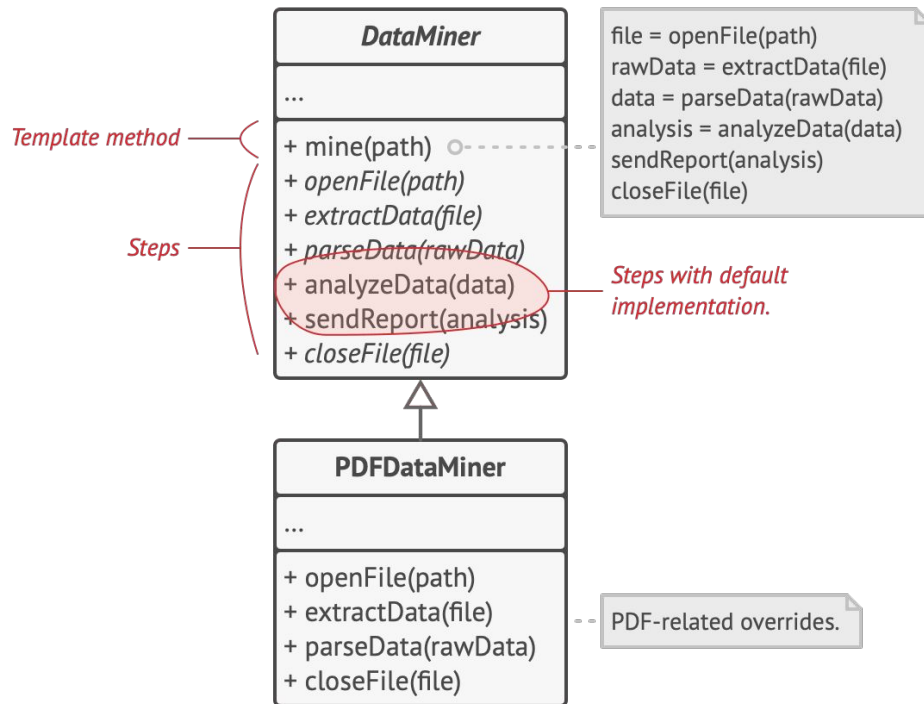 DataMiner
...
Template method
+ mine(path)
+ openFile(path)
+ extractData(file)
Steps
+ parseData(rawData)
+ analyzeData(data)
+ sendReport(analysis)
+ closeFile(file)
file = openFile(path)
rawData = extractData(file)
data = parseData(rawData)
analysis = analyzeData(data)
sendReport(analysis)
closeFile(file)
Steps with default
implementation.
PDFDataMiner
...
+ openFile(path)
+ extractData(file)
+ parseData(rawData)
+ closeFile(file)
PDF-related overrides.